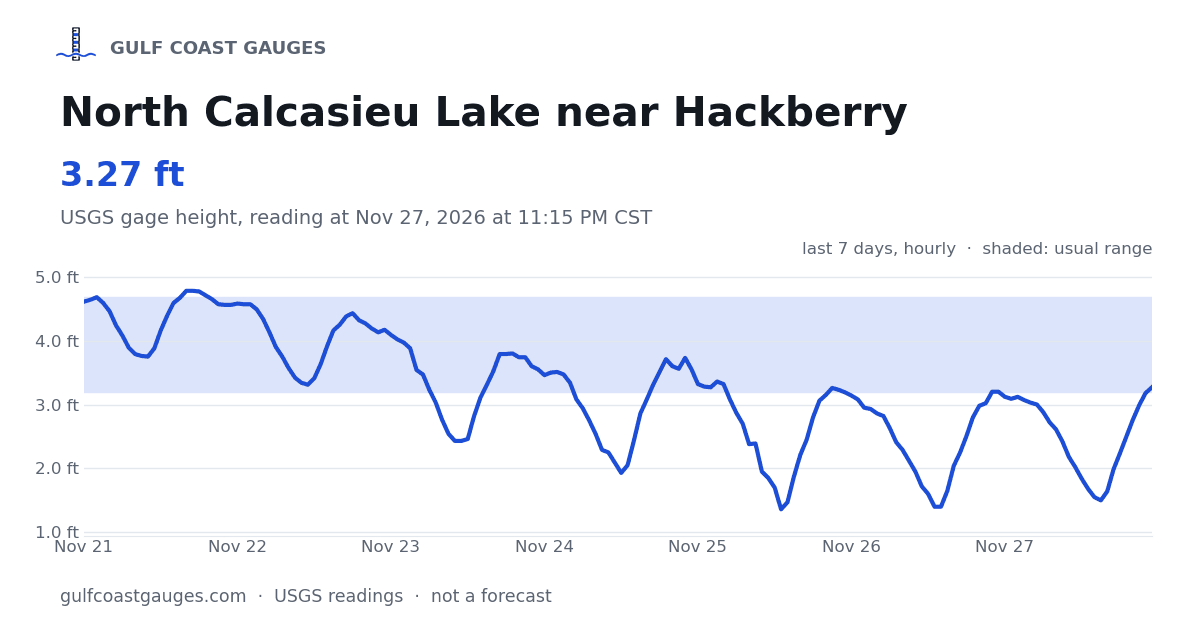 GULF COAST GAUGES
North Calcasieu Lake near Hackberry
3.27 ft
USGS gage height, reading at Nov 27, 2026 at 11:15 PM CST
last 7 days, hourly · shaded: usual range
5.0 ft
4.0 ft
3.0 ft
2.0 ft
1.0 ft
Nov 21 Nov 22 Nov 23 Nov 24 Nov 25 Nov 26 Nov 27
gulfcoastgauges.com · USGS readings · not a forecast